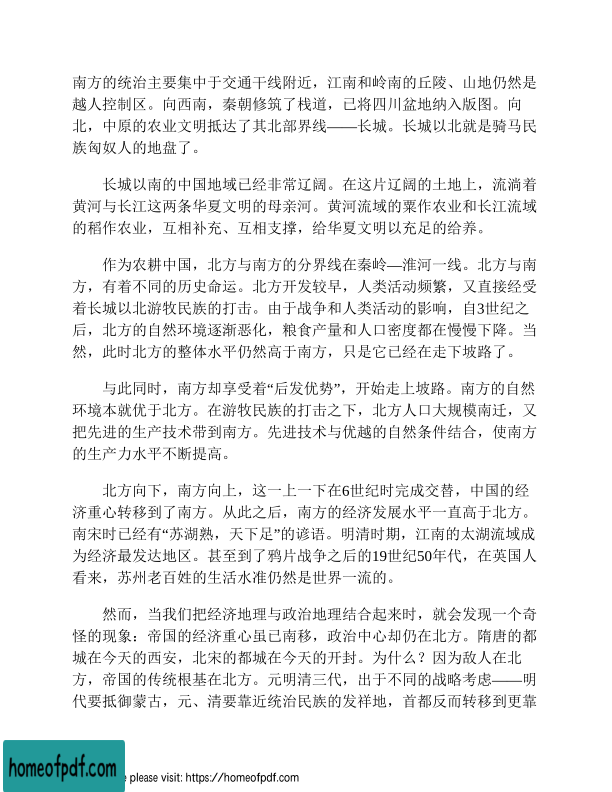 南方的统治主要集中于交通干线附近，江南和岭南的丘陵、山地仍然是
越人控制区。向西南，秦朝修筑了栈道，已将四川盆地纳入版图。向
北，中原的农业文明抵达了其北部界线——长城。长城以北就是骑马民
族匈奴人的地盘了。
长城以南的中国地域已经非常辽阔。在这片辽阔的土地上，流淌着
黄河与长江这两条华夏文明的母亲河。黄河流域的粟作农业和长江流域
的稻作农业，互相补充、互相支撑，给华夏文明以充足的给养。
作为农耕中国，北方与南方的分界线在秦岭—淮河一线。北方与南
方，有着不同的历史命运。北方开发较早，人类活动频繁，又直接经受
着长城以北游牧民族的打击。由于战争和人类活动的影响，自3世纪之
后，北方的自然环境逐渐恶化，粮食产量和人口密度都在慢慢下降。当
然，此时北方的整体水平仍然高于南方，只是它已经在走下坡路了。
与此同时，南方却享受着“后发优势”，开始走上坡路。南方的自然
环境本就优于北方。在游牧民族的打击之下，北方人口大规模南迁，又
把先进的生产技术带到南方。先进技术与优越的自然条件结合，使南方
的生产力水平不断提高。
北方向下，南方向上，这一上一下在6世纪时完成交替，中国的经
济重心转移到了南方。从此之后，南方的经济发展水平一直高于北方。
南宋时已经有“苏湖熟，天下足”的谚语。明清时期，江南的太湖流域成
为经济最发达地区。甚至到了鸦片战争之后的19世纪50年代，在英国人
看来，苏州老百姓的生活水准仍然是世界一流的。
然而，当我们把经济地理与政治地理结合起来时，就会发现一个奇
怪的现象：帝国的经济重心虽已南移，政治中心却仍在北方。隋唐的都
城在今天的西安，北宋的都城在今天的开封。为什么？因为敌人在北
方，帝国的传统根基在北方。元明清三代，出于不同的战略考虑——明
代要抵御蒙古，元、清要靠近统治民族的发祥地，首都反而转移到更靠
homeofpdf.com
please visit: https://homeofpdf.com